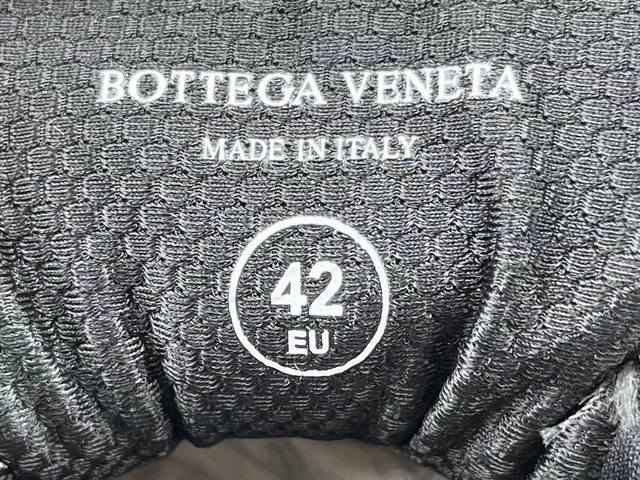 BOTTEGA VENETA
MADE IN ITALY
42
EU